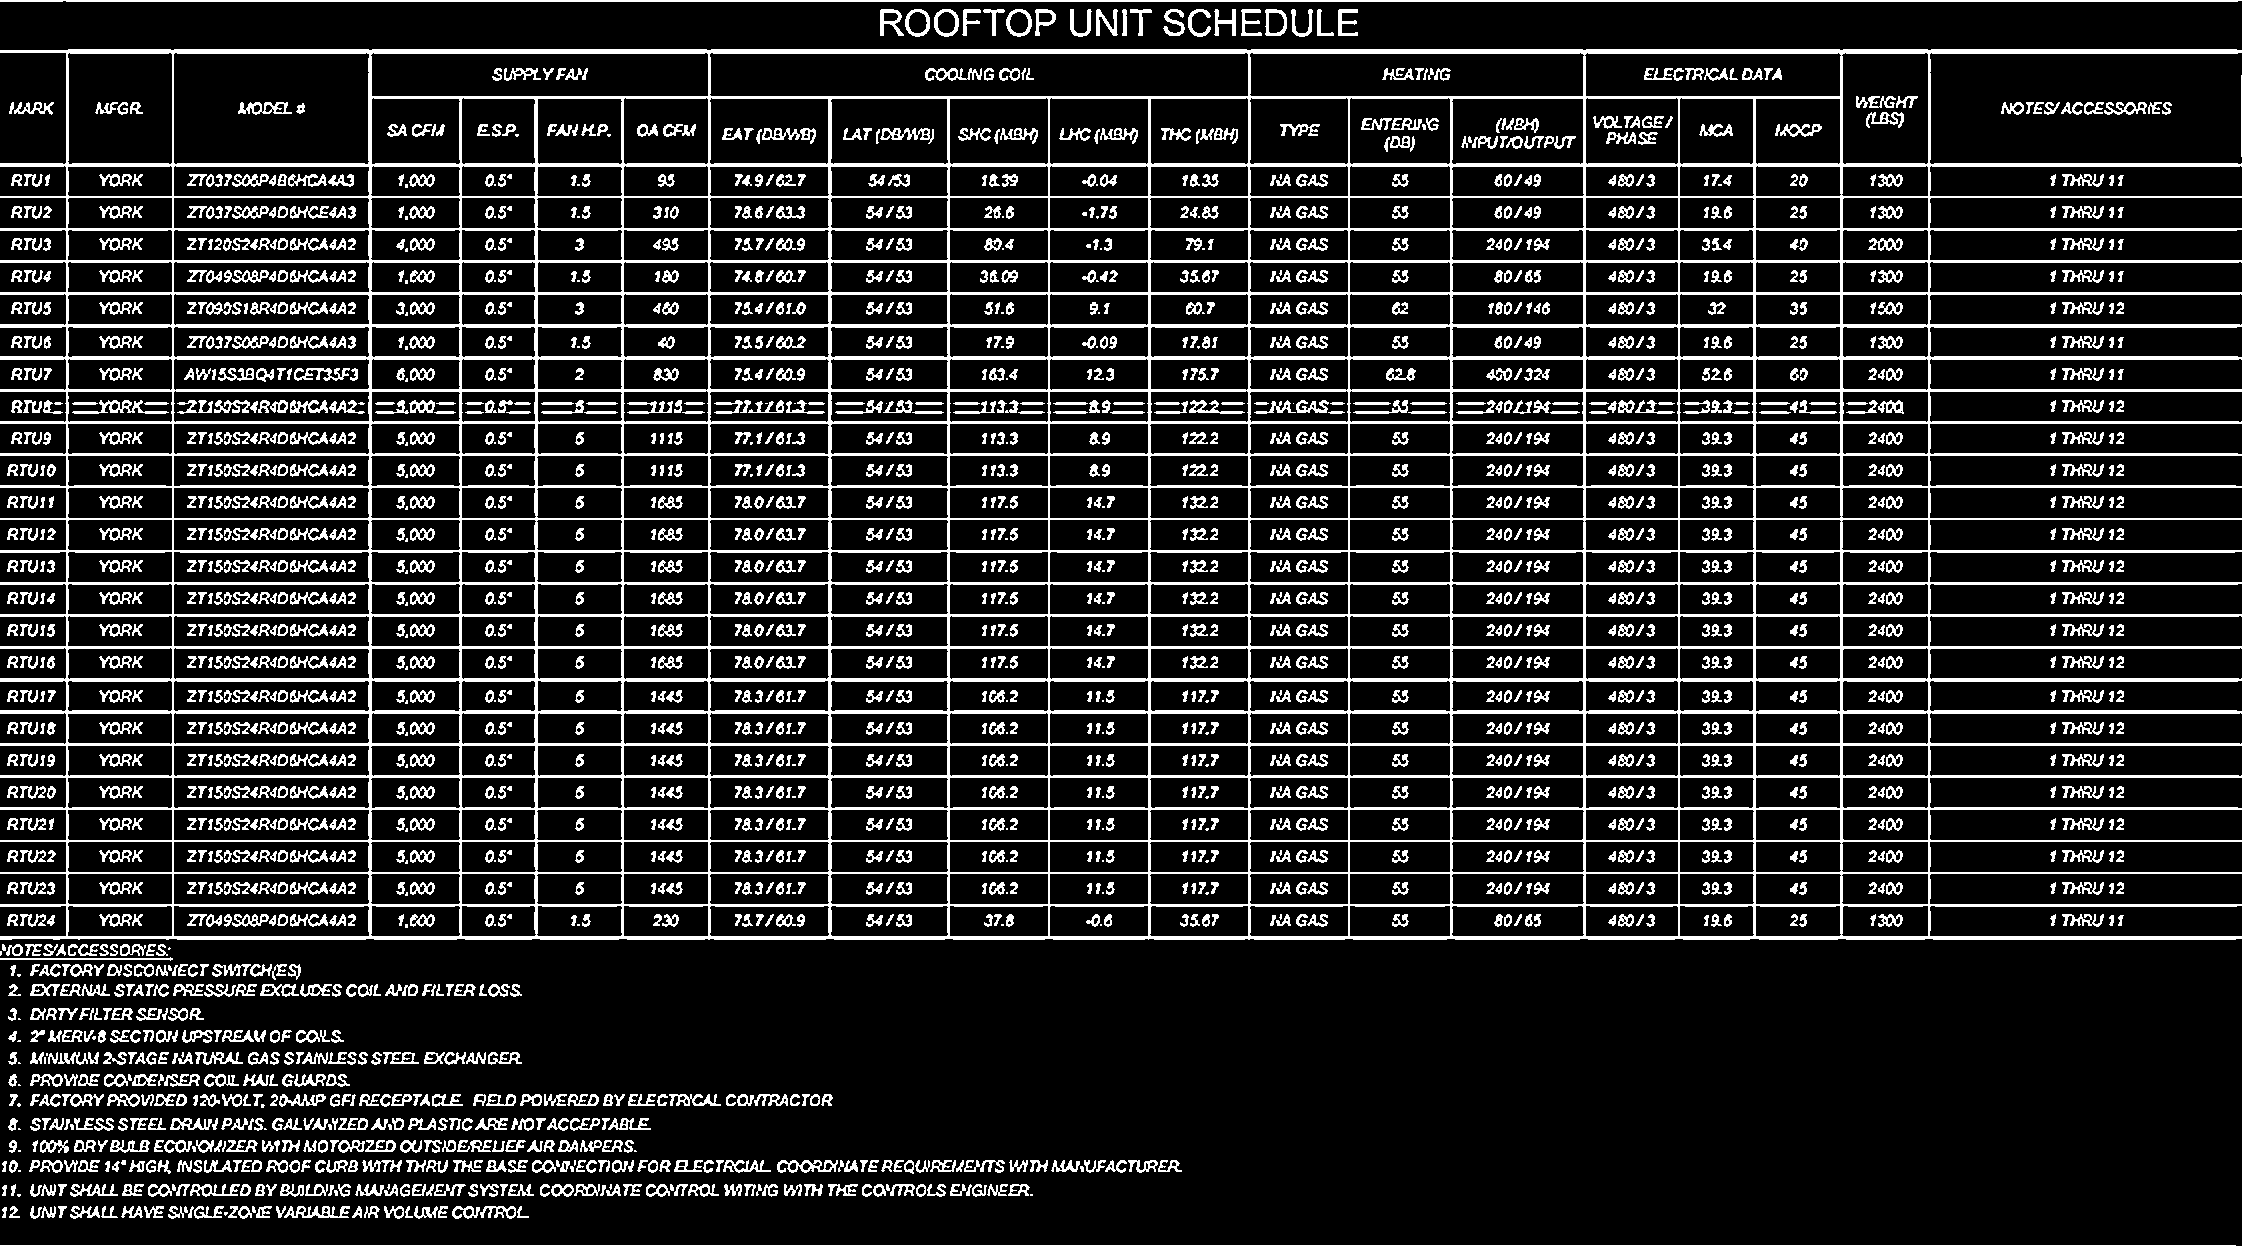 ROOFTOP UNIT SCHEDULE
SUPPLY FAN COOLING COIL HEATING ELECTRICAL DATA
MARK MFGR. MODEL # SA CFM E.S.P. FAN H.P. OA CFM EAT (DB/WB) LAT (DB/WB) SHC (MBH) LHC (MBH) THC (MBH) TYPE ENTERING (DB) (MBH) INPUT/OUTPUT VOLTAGE / PHASE MCA MOCP WEIGHT (LBS) NOTES/ ACCESSORIES
RTU1 YORK ZT037S06P4B6HCA4A3 1,000 0.5" 1.5 95 74.9 / 62.7 54 /53 18.39 -0.04 18.35 NA GAS 55 60 / 49 480 / 3 17.4 20 1300 1 THRU 11
RTU2 YORK ZT037S06P4D6HCE4A3 1,000 0.5" 1.5 310 78.6 / 63.3 54 / 53 26.6 -1.75 24.85 NA GAS 55 60 / 49 480 / 3 19.6 25 1300 1 THRU 11
RTU3 YORK ZT120S24R4D6HCA4A2 4,000 0.5" 3 495 75.7 / 60.9 54 / 53 80.4 -1.3 79.1 NA GAS 55 240 / 194 480 / 3 35.4 40 2000 1 THRU 11
RTU4 YORK ZT049S08P4D6HCA4A2 1,600 0.5" 1.5 180 74.8 / 60.7 54 / 53 36.09 -0.42 35.67 NA GAS 55 80 / 65 480 / 3 19.6 25 1300 1 THRU 11
RTU5 YORK ZT090S18R4D6HCA4A2 3,000 0.5" 3 460 75.4 / 61.0 54 / 53 51.6 9.1 60.7 NA GAS 62 180 / 146 480 / 3 32 35 1500 1 THRU 12
RTU6 YORK ZT037S06P4D6HCA4A3 1,000 0.5" 1.5 40 75.5 / 60.2 54 / 53 17.9 -0.09 17.81 NA GAS 55 60 / 49 480 / 3 19.6 25 1300 1 THRU 11
RTU7 YORK AW15S3BQ4T1CET35F3 6,000 0.5" 2 830 75.4 / 60.9 54 / 53 163.4 12.3 175.7 NA GAS 62.8 400 / 324 480 / 3 52.6 60 2400 1 THRU 11
RTU8 YORK ZT150S24R4D6HCA4A2 5,000 0.5" 5 1115 77.1 / 61.3 54 / 53 113.3 8.9 122.2 NA GAS 55 240 / 194 480 / 3 39.3 45 2400 1 THRU 12
RTU9 YORK ZT150S24R4D6HCA4A2 5,000 0.5" 5 1115 77.1 / 61.3 54 / 53 113.3 8.9 122.2 NA GAS 55 240 / 194 480 / 3 39.3 45 2400 1 THRU 12
RTU10 YORK ZT150S24R4D6HCA4A2 5,000 0.5" 5 1115 77.1 / 61.3 54 / 53 113.3 8.9 122.2 NA GAS 55 240 / 194 480 / 3 39.3 45 2400 1 THRU 12
RTU11 YORK ZT150S24R4D6HCA4A2 5,000 0.5" 5 1685 78.0 / 63.7 54 / 53 117.5 14.7 132.2 NA GAS 55 240 / 194 480 / 3 39.3 45 2400 1 THRU 12
RTU12 YORK ZT150S24R4D6HCA4A2 5,000 0.5" 5 1685 78.0 / 63.7 54 / 53 117.5 14.7 132.2 NA GAS 55 240 / 194 480 / 3 39.3 45 2400 1 THRU 12
RTU13 YORK ZT150S24R4D6HCA4A2 5,000 0.5" 5 1685 78.0 / 63.7 54 / 53 117.5 14.7 132.2 NA GAS 55 240 / 194 480 / 3 39.3 45 2400 1 THRU 12
RTU14 YORK ZT150S24R4D6HCA4A2 5,000 0.5" 5 1685 78.0 / 63.7 54 / 53 117.5 14.7 132.2 NA GAS 55 240 / 194 480 / 3 39.3 45 2400 1 THRU 12
RTU15 YORK ZT150S24R4D6HCA4A2 5,000 0.5" 5 1685 78.0 / 63.7 54 / 53 117.5 14.7 132.2 NA GAS 55 240 / 194 480 / 3 39.3 45 2400 1 THRU 12
RTU16 YORK ZT150S24R4D6HCA4A2 5,000 0.5" 5 1685 78.0 / 63.7 54 / 53 117.5 14.7 132.2 NA GAS 55 240 / 194 480 / 3 39.3 45 2400 1 THRU 12
RTU17 YORK ZT150S24R4D6HCA4A2 5,000 0.5" 5 1445 78.3 / 61.7 54 / 53 106.2 11.5 117.7 NA GAS 55 240 / 194 480 / 3 39.3 45 2400 1 THRU 12
RTU18 YORK ZT150S24R4D6HCA4A2 5,000 0.5" 5 1445 78.3 / 61.7 54 / 53 106.2 11.5 117.7 NA GAS 55 240 / 194 480 / 3 39.3 45 2400 1 THRU 12
RTU19 YORK ZT150S24R4D6HCA4A2 5,000 0.5" 5 1445 78.3 / 61.7 54 / 53 106.2 11.5 117.7 NA GAS 55 240 / 194 480 / 3 39.3 45 2400 1 THRU 12
RTU20 YORK ZT150S24R4D6HCA4A2 5,000 0.5" 5 1445 78.3 / 61.7 54 / 53 106.2 11.5 117.7 NA GAS 55 240 / 194 480 / 3 39.3 45 2400 1 THRU 12
RTU21 YORK ZT150S24R4D6HCA4A2 5,000 0.5" 5 1445 78.3 / 61.7 54 / 53 106.2 11.5 117.7 NA GAS 55 240 / 194 480 / 3 39.3 45 2400 1 THRU 12
RTU22 YORK ZT150S24R4D6HCA4A2 5,000 0.5" 5 1445 78.3 / 61.7 54 / 53 106.2 11.5 117.7 NA GAS 55 240 / 194 480 / 3 39.3 45 2400 1 THRU 12
RTU23 YORK ZT150S24R4D6HCA4A2 5,000 0.5" 5 1445 78.3 / 61.7 54 / 53 106.2 11.5 117.7 NA GAS 55 240 / 194 480 / 3 39.3 45 2400 1 THRU 12
RTU24 YORK ZT049S08P4D6HCA4A2 1,600 0.5" 1.5 230 75.7 / 60.9 54 / 53 37.8 -0.6 35.67 NA GAS 55 80 / 65 480 / 3 19.6 25 1300 1 THRU 11
NOTES/ACCESSORIES:
1. FACTORY DISCONNECT SWITCH(ES)
2. EXTERNAL STATIC PRESSURE EXCLUDES COIL AND FILTER LOSS.
3. DIRTY FILTER SENSOR.
4. 2" MERV-8 SECTION UPSTREAM OF COILS.
5. MINIMUM 2-STAGE NATURAL GAS STAINLESS STEEL EXCHANGER.
6. PROVIDE CONDENSER COIL HAIL GUARDS.
7. FACTORY PROVIDED 120-VOLT, 20-AMP GFI RECEPTACLE. FIELD POWERED BY ELECTRICAL CONTRACTOR
8. STAINLESS STEEL DRAIN PANS. GALVANIZED AND PLASTIC ARE NOT ACCEPTABLE.
9. 100% DRY BULB ECONOMIZER WITH MOTORIZED OUTSIDE/RELIEF AIR DAMPERS.
10. PROVIDE 14" HIGH, INSULATED ROOF CURB WITH THRU THE BASE CONNECTION FOR ELECTRCIAL. COORDINATE REQUIREMENTS WITH MANUFACTURER.
11. UNIT SHALL BE CONTROLLED BY BUILDING MANAGEMENT SYSTEM. COORDINATE CONTROL WITING WITH THE CONTROLS ENGINEER.
12. UNIT SHALL HAVE SINGLE-ZONE VARIABLE AIR VOLUME CONTROL.